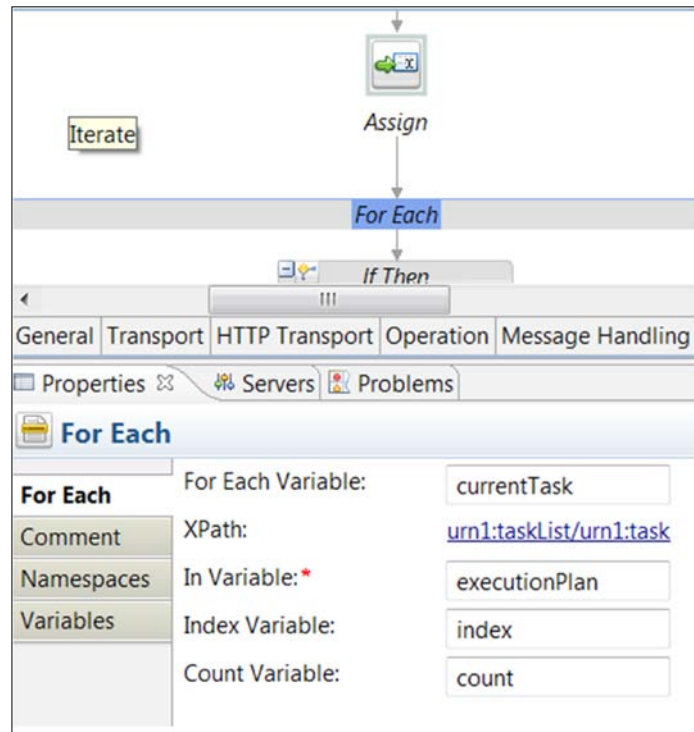 Assign
Iterate
For Each
If Then
General Transport HTTP Transport Operation Message Handling
Properties Servers Problems
For Each
For Each
Comment
Namespaces
Variables
For Each Variable: currentTask
XPath: urn1:taskList/urn1:task
In Variable:* executionPlan
Index Variable: index
Count Variable: count